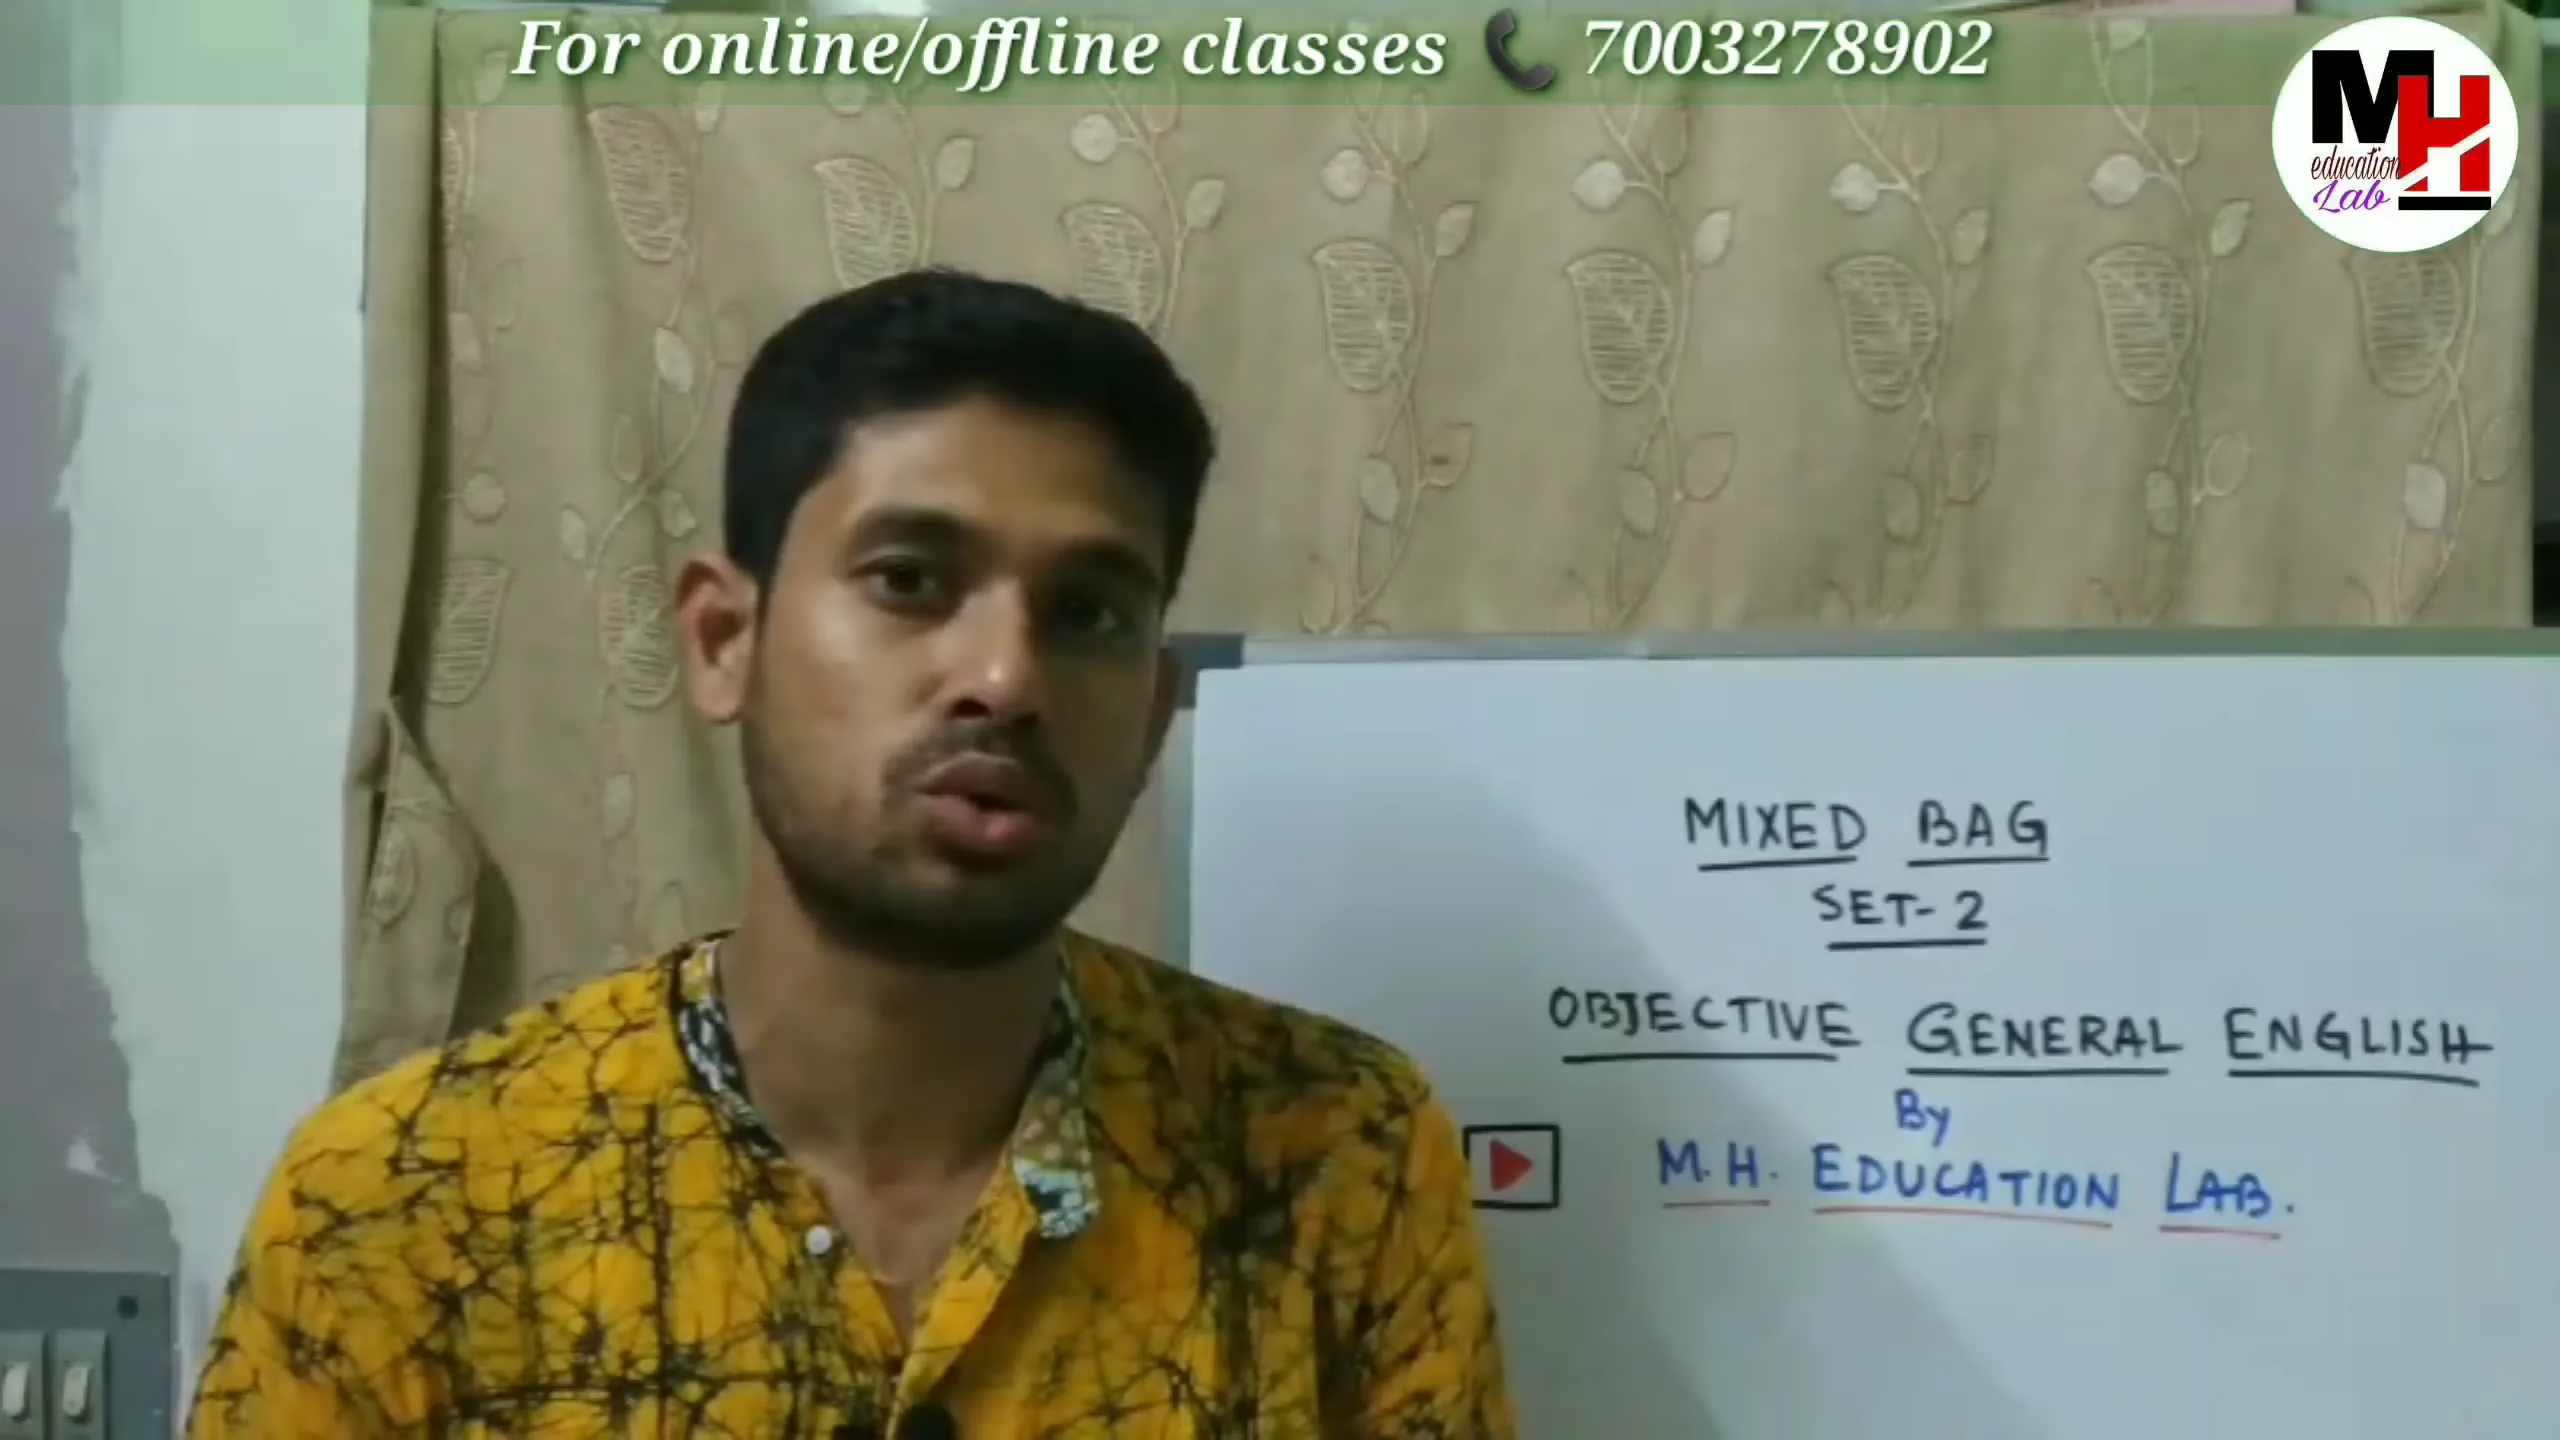 For online/offline classes 📞 7003278902
MH
education
Lab
MIXED BAG
SET-2
OBJECTIVE GENERAL ENGLISH
By
M.H. EDUCATION LAB.